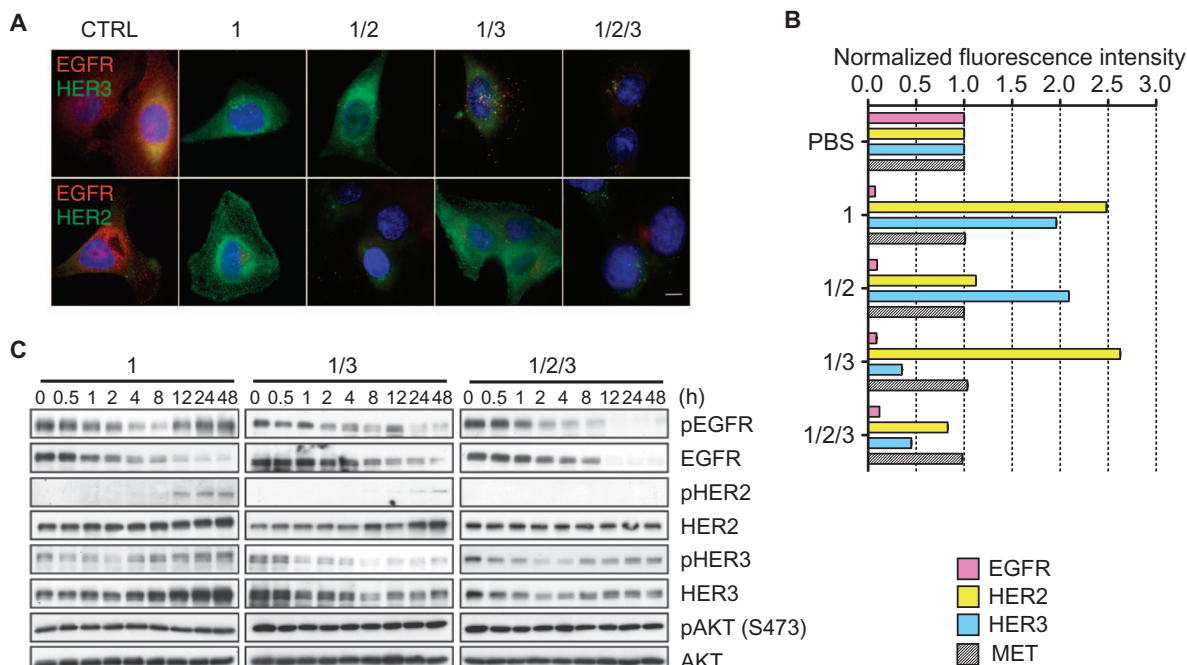 A
CTRL 1 1/2 1/3 1/2/3
EGFR
HER3
EGFR
HER2
B
Normalized fluorescence intensity
0.0 0.5 1.0 1.5 2.0 2.5 3.0
PBS
1
1/2
1/3
1/2/3
EGFR
HER2
HER3
MET
C
1 1/3 1/2/3
0 0.5 1 2 4 8 12 24 48 0 0.5 1 2 4 8 12 24 48 0 0.5 1 2 4 8 12 24 48 (h)
pEGFR
EGFR
pHER2
HER2
pHER3
HER3
pAKT (S473)
AKT